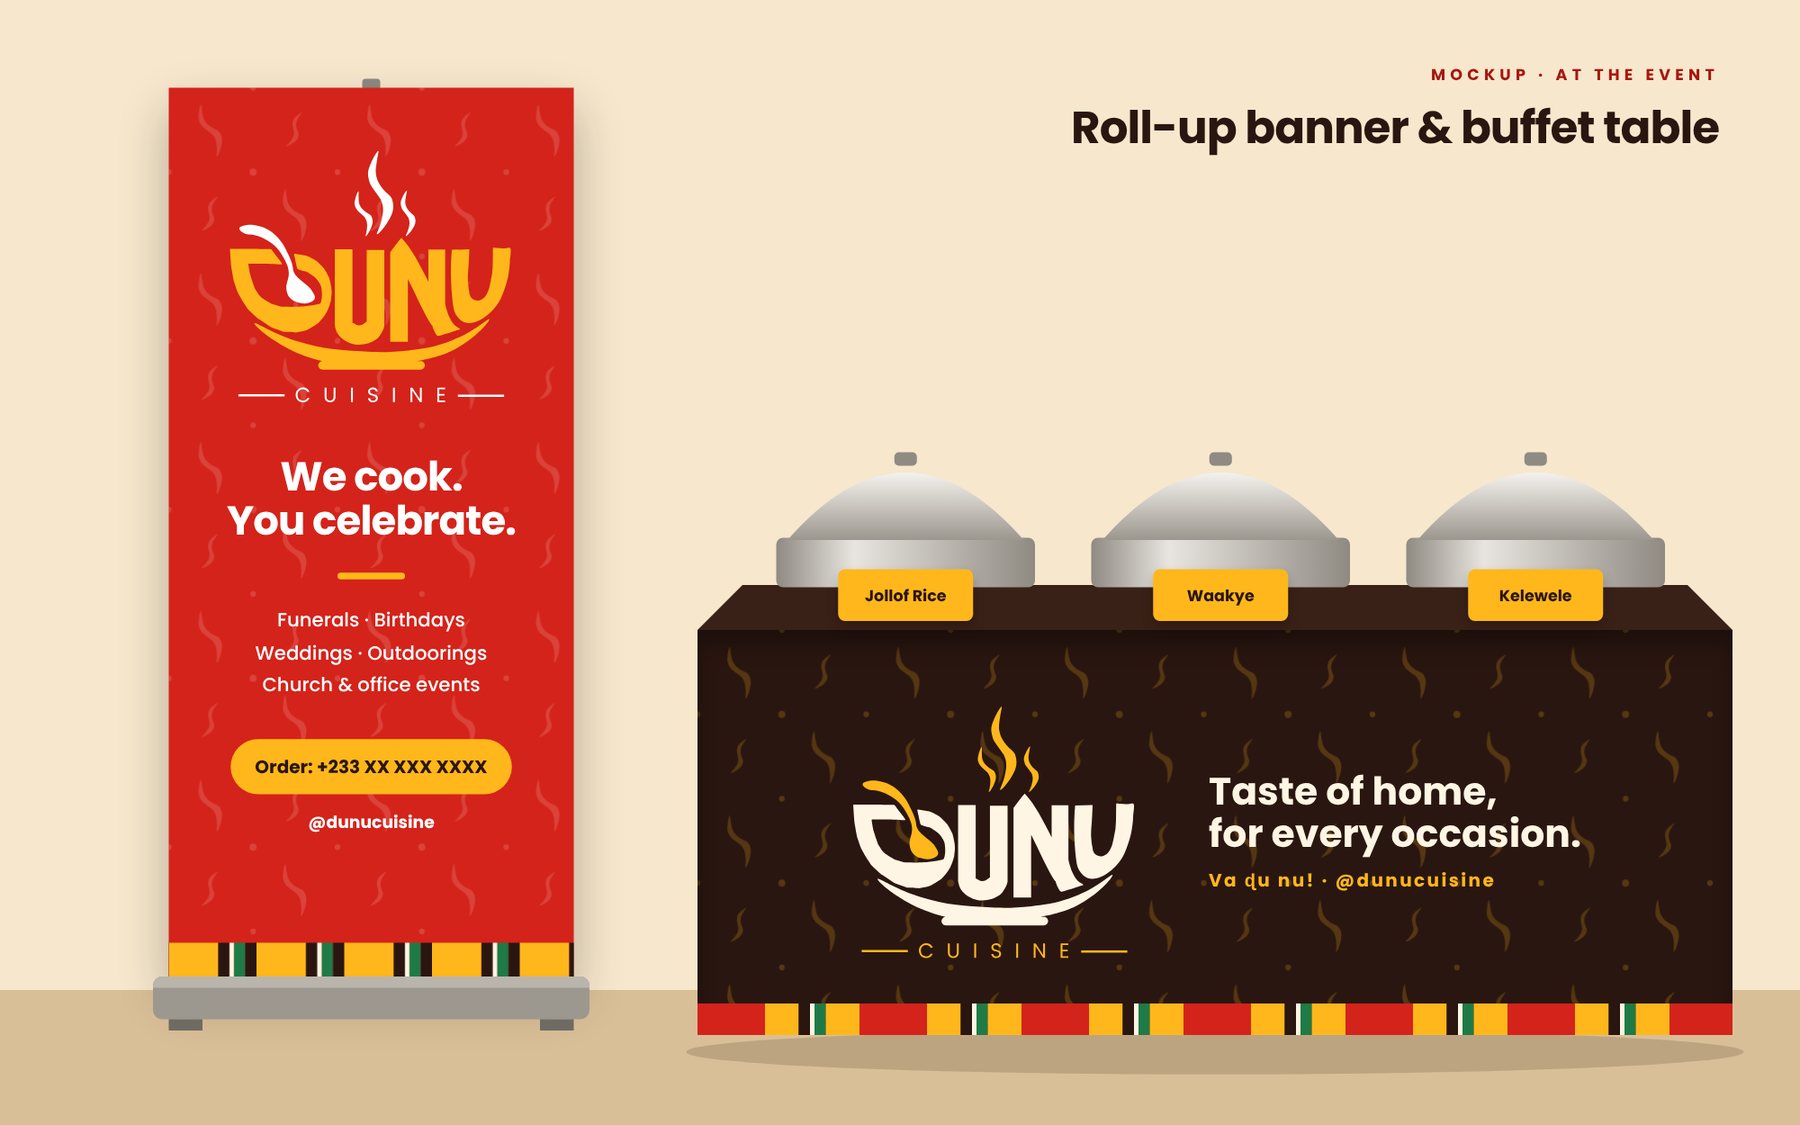 MOCKUP · AT THE EVENT
Roll-up banner & buffet table
DUNU
CUISINE
We cook.
You celebrate.
Funerals · Birthdays
Weddings · Outdoorings
Church & office events
Order: +233 XX XXX XXXX
@dunucuisine
Jollof Rice
Waakye
Kelewele
DUNU
CUISINE
Taste of home,
for every occasion.
Va ɖu nu! · @dunucuisine